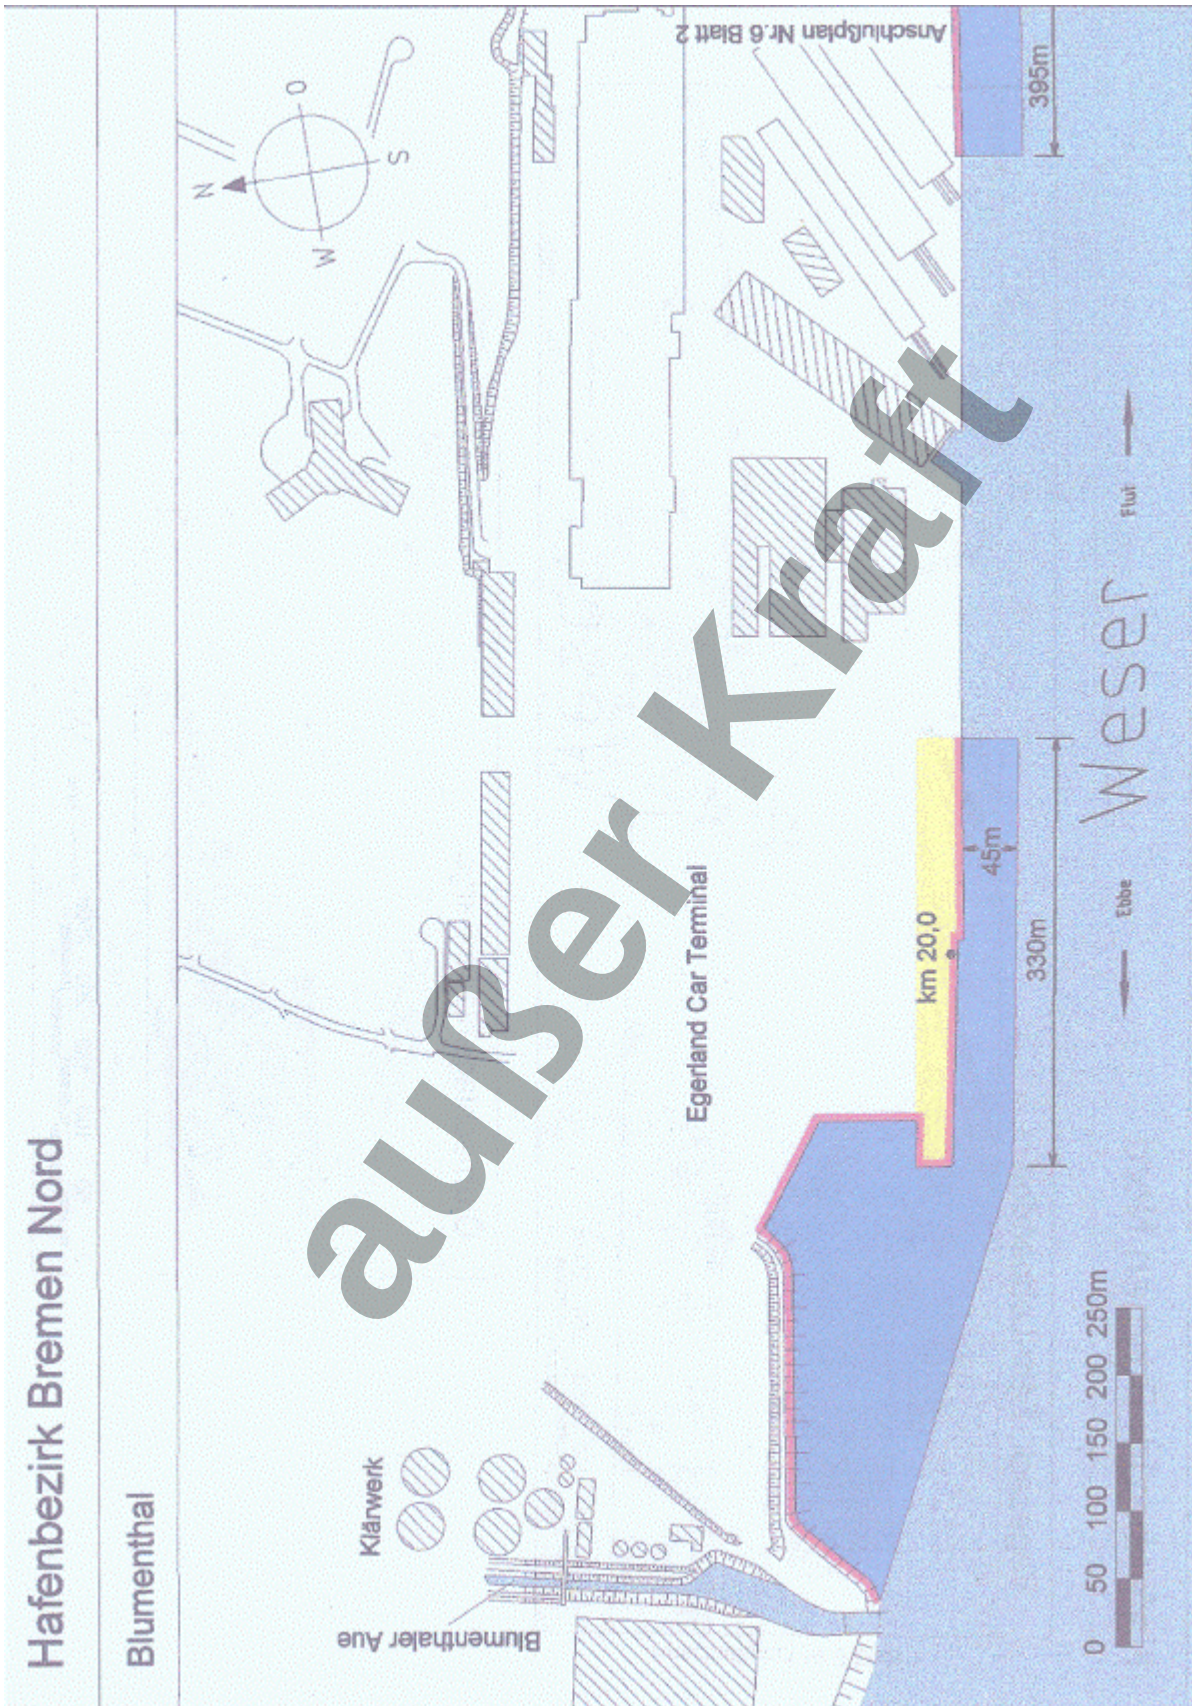 Hafenbezirk Bremen Nord
Blumenthal
N
O
S
W
Anschlußplan Nr.6 Blatt 2
395m
Klärwerk
Blumenthaler Aue
Egerland Car Terminal
km 20,0
45m
330m
Ebbe
Weser
Flut
0 50 100 150 200 250m
außer Kraft